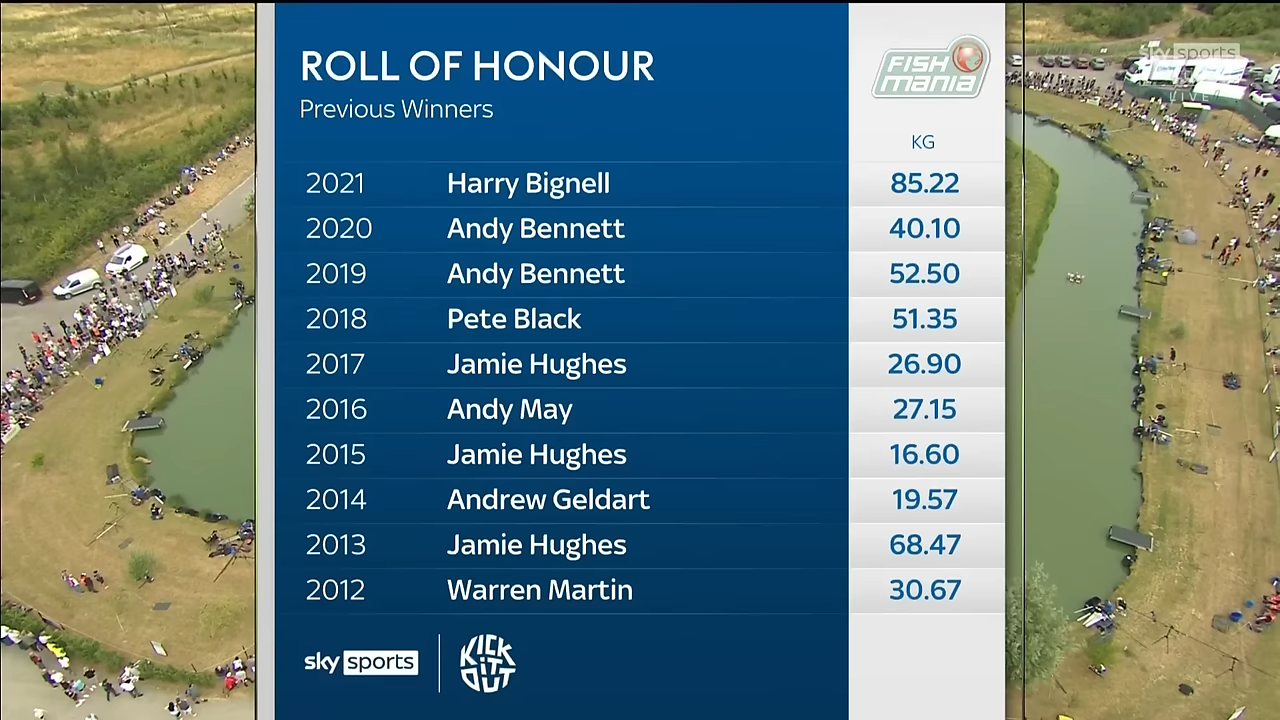 ROLL OF HONOUR
Previous Winners
FISH
mania
KG
2021 Harry Bignell 85.22
2020 Andy Bennett 40.10
2019 Andy Bennett 52.50
2018 Pete Black 51.35
2017 Jamie Hughes 26.90
2016 Andy May 27.15
2015 Jamie Hughes 16.60
2014 Andrew Geldart 19.57
2013 Jamie Hughes 68.47
2012 Warren Martin 30.67
sky sports
KICK
IT
OUT
sky sports
LIVE